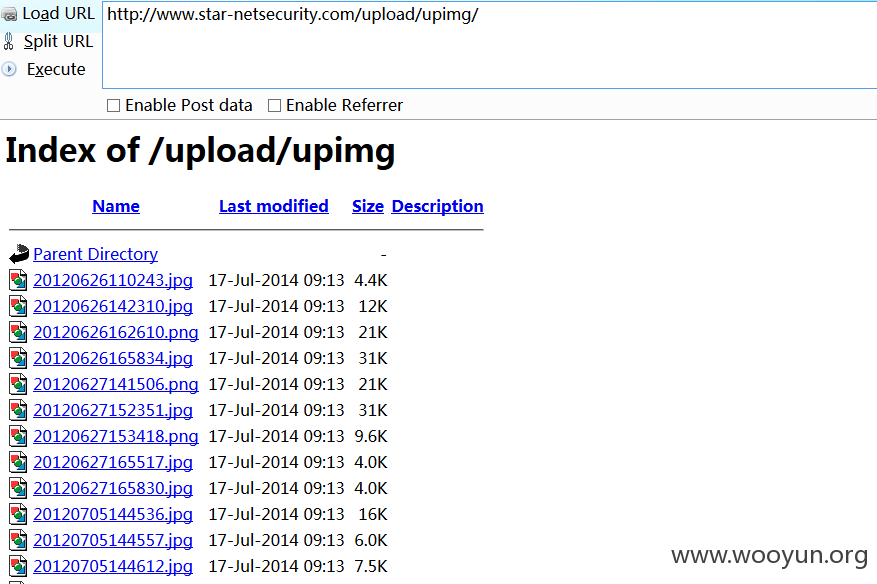 Load URL http://www.star-netsecurity.com/upload/upimg/
Split URL
Execute
Enable Post data Enable Referrer
Index of /upload/upimg
Name Last modified Size Description
Parent Directory -
20120626110243.jpg 17-Jul-2014 09:13 4.4K
20120626142310.jpg 17-Jul-2014 09:13 12K
20120626162610.png 17-Jul-2014 09:13 21K
20120626165834.jpg 17-Jul-2014 09:13 31K
20120627141506.png 17-Jul-2014 09:13 21K
20120627152351.jpg 17-Jul-2014 09:13 31K
20120627153418.png 17-Jul-2014 09:13 9.6K
20120627165517.jpg 17-Jul-2014 09:13 4.0K
20120627165830.jpg 17-Jul-2014 09:13 4.0K
20120705144536.jpg 17-Jul-2014 09:13 16K
20120705144557.jpg 17-Jul-2014 09:13 6.0K
20120705144612.jpg 17-Jul-2014 09:13 7.5K
www.wooyun.org